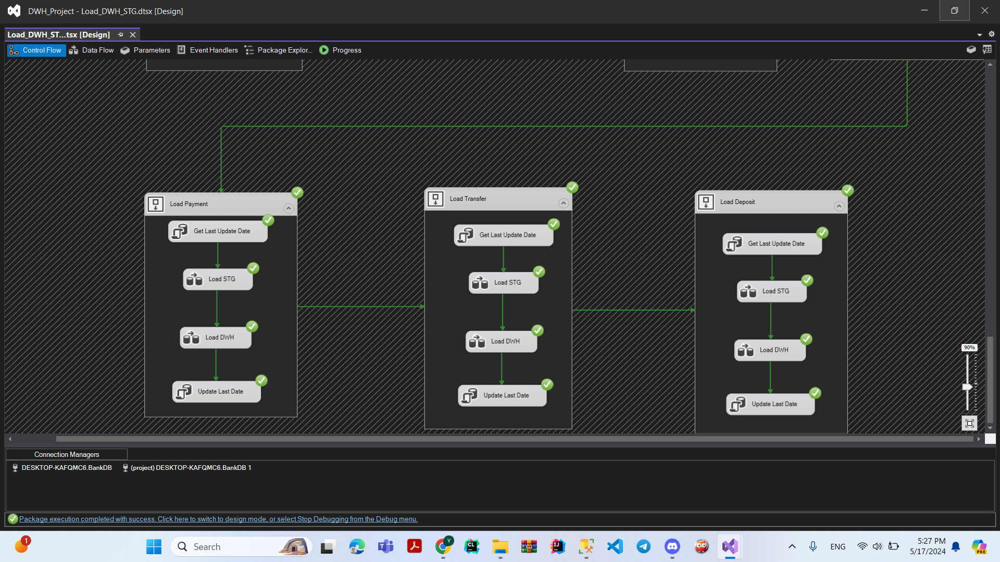 DWH_Project - Load_DWH_STG.dtsx [Design]
Load_DWH_ST...tsx [Design]
Control Flow
Data Flow
Parameters
Event Handlers
Package Explor...
Progress
Load Payment
Get Last Update Date
Load STG
Load DWH
Update Last Date
Load Transfer
Get Last Update Date
Load STG
Load DWH
Update Last Date
Load Deposit
Get Last Update Date
Load STG
Load DWH
Update Last Date
90%
Connection Managers
DESKTOP-KAFQMC6.BankDB
(project) DESKTOP-KAFQMC6.BankDB 1
Package execution completed with success. Click here to switch to design mode, or select Stop Debugging from the Debug menu.
1
Search
Y
CL
IJ
ENG
5:27 PM
5/17/2024
PRE